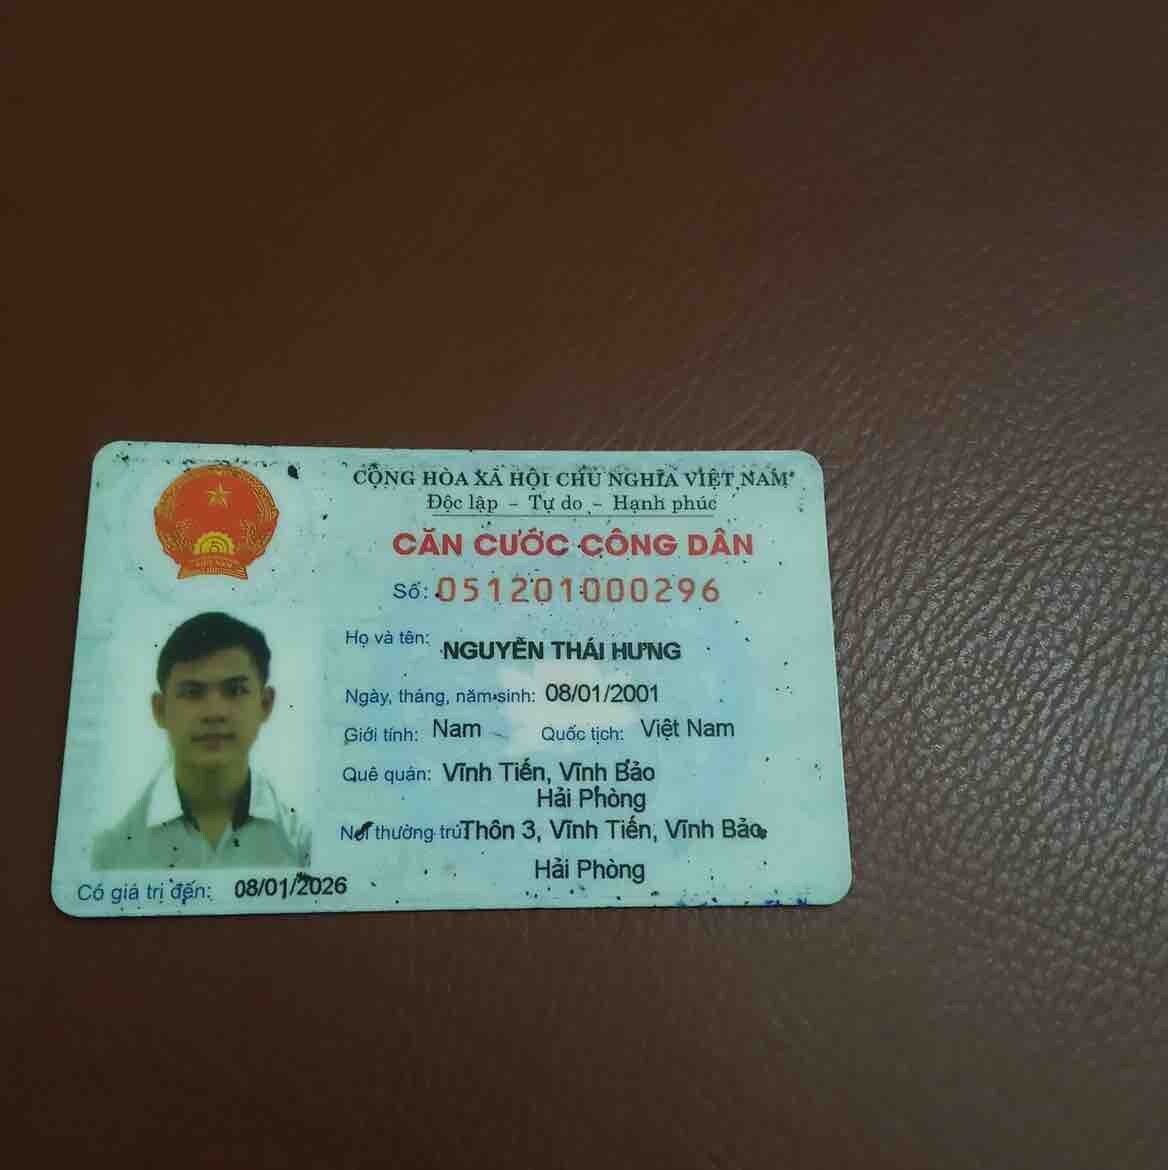 CỘNG HÒA XÃ HỘI CHỦ NGHĨA VIỆT NAM
Độc lập - Tự do - Hạnh phúc
CĂN CƯỚC CÔNG DÂN
Số: 051201000296
Họ và tên: NGUYỄN THÁI HƯNG
Ngày, tháng, năm sinh: 08/01/2001
Giới tính: Nam Quốc tịch: Việt Nam
Quê quán: Vĩnh Tiến, Vĩnh Bảo
Hải Phòng
Nơi thường trú: Thôn 3, Vĩnh Tiến, Vĩnh Bảo,
Hải Phòng
Có giá trị đến: 08/01/2026